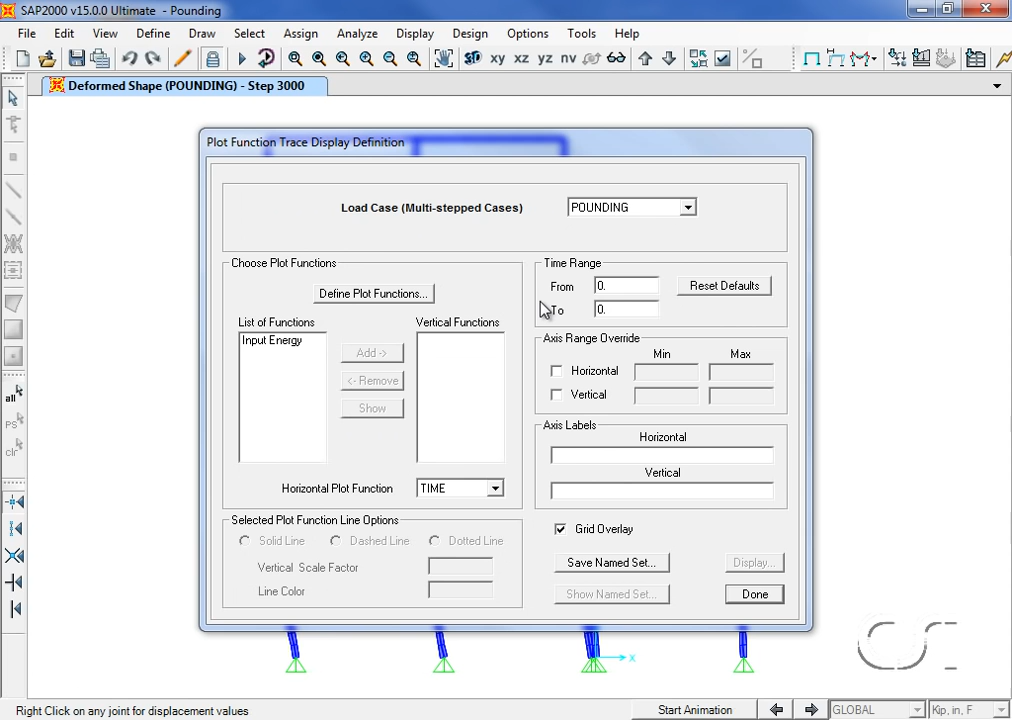 SAP2000 v15.0.0 Ultimate - Pounding
File Edit View Define Draw Select Assign Analyze Display Design Options Tools Help
3D xy xz yz nv
Deformed Shape (POUNDING) - Step 3000
Plot Function Trace Display Definition
Load Case (Multi-stepped Cases) POUNDING
Choose Plot Functions
Define Plot Functions...
List of Functions
Vertical Functions
Input Energy
Add ->
<- Remove
Show
Horizontal Plot Function TIME
Selected Plot Function Line Options
Solid Line Dashed Line Dotted Line
Vertical Scale Factor
Line Color
Time Range
From 0. Reset Defaults
To 0.
Axis Range Override
Min Max
Horizontal
Vertical
Axis Labels
Horizontal
Vertical
Grid Overlay
Save Named Set... Display...
Show Named Set... Done
all
PS
clr
X
CSI
Right Click on any joint for displacement values
Start Animation
GLOBAL
Kip, in, F